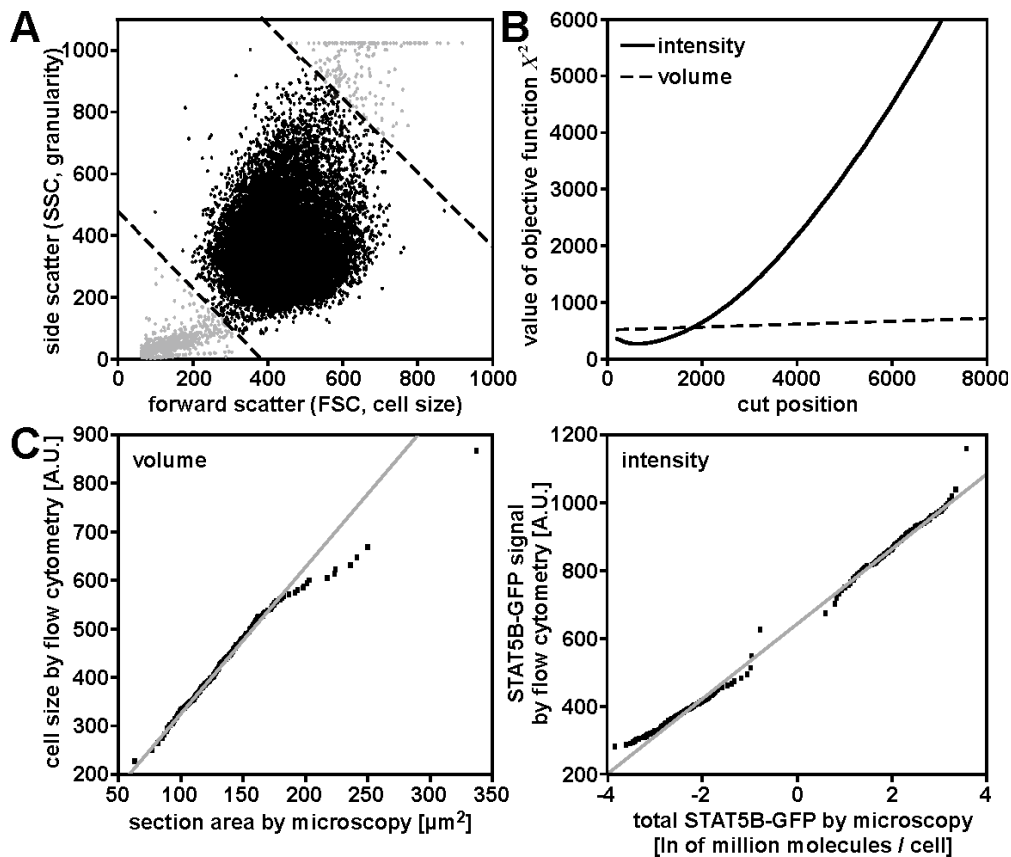 A
side scatter (SSC, granularity)
1000
800
600
400
200
0
0 200 400 600 800 1000
forward scatter (FSC, cell size)
B
value of objective function X²
6000
5000
4000
3000
2000
1000
0
intensity
volume
0 2000 4000 6000 8000
cut position
C
cell size by flow cytometry [A.U.]
900
800
700
600
500
400
300
200
volume
50 100 150 200 250 300 350
section area by microscopy [µm²]
STAT5B-GFP signal
by flow cytometry [A.U.]
1200
1000
800
600
400
200
intensity
-4 -2 0 2 4
total STAT5B-GFP by microscopy
[ln of million molecules / cell]